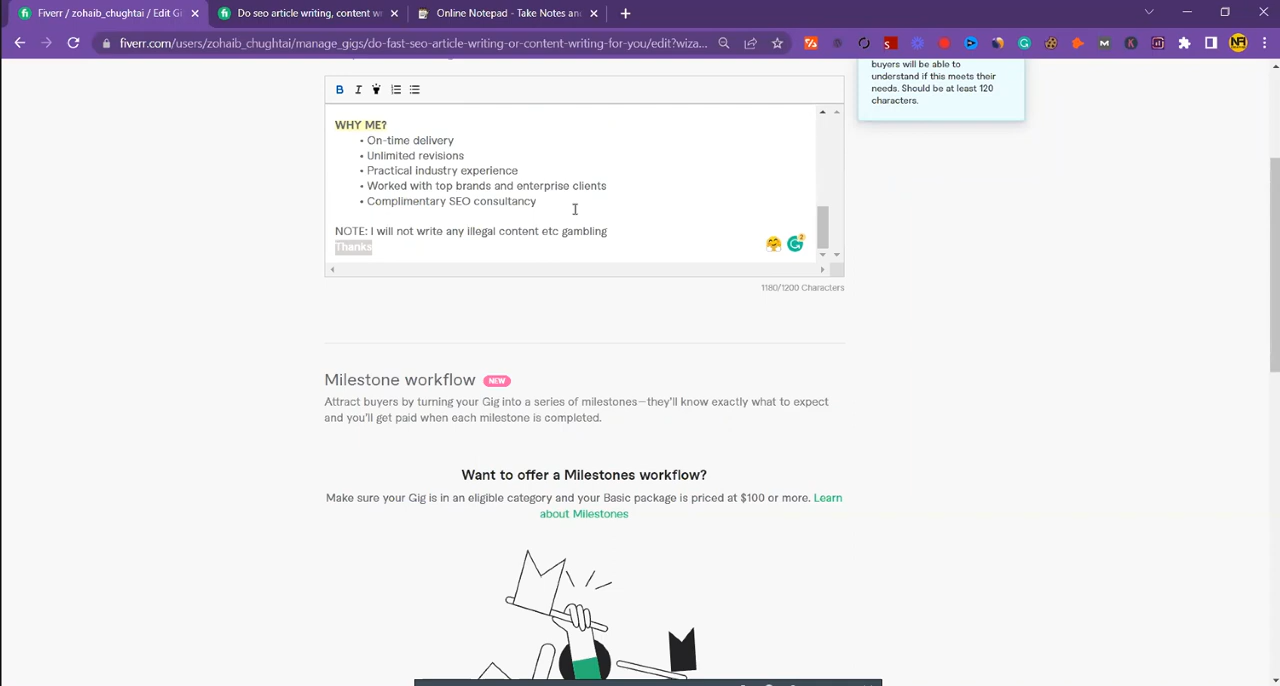 Fiverr / zohaib_chughtai / Edit Gi
Do seo article writing, content w
Online Notepad - Take Notes an
fiverr.com/users/zohaib_chughtai/manage_gigs/do-fast-seo-article-writing-or-content-writing-for-you/edit?wiza...
buyers will be able to
understand if this meets their
needs. Should be at least 120
characters.
B I
WHY ME?
• On-time delivery
• Unlimited revisions
• Practical industry experience
• Worked with top brands and enterprise clients
• Complimentary SEO consultancy
NOTE: I will not write any illegal content etc gambling
Thanks
1180/1200 Characters
Milestone workflow NEW
Attract buyers by turning your Gig into a series of milestones—they'll know exactly what to expect
and you'll get paid when each milestone is completed.
Want to offer a Milestones workflow?
Make sure your Gig is in an eligible category and your Basic package is priced at $100 or more. Learn
about Milestones